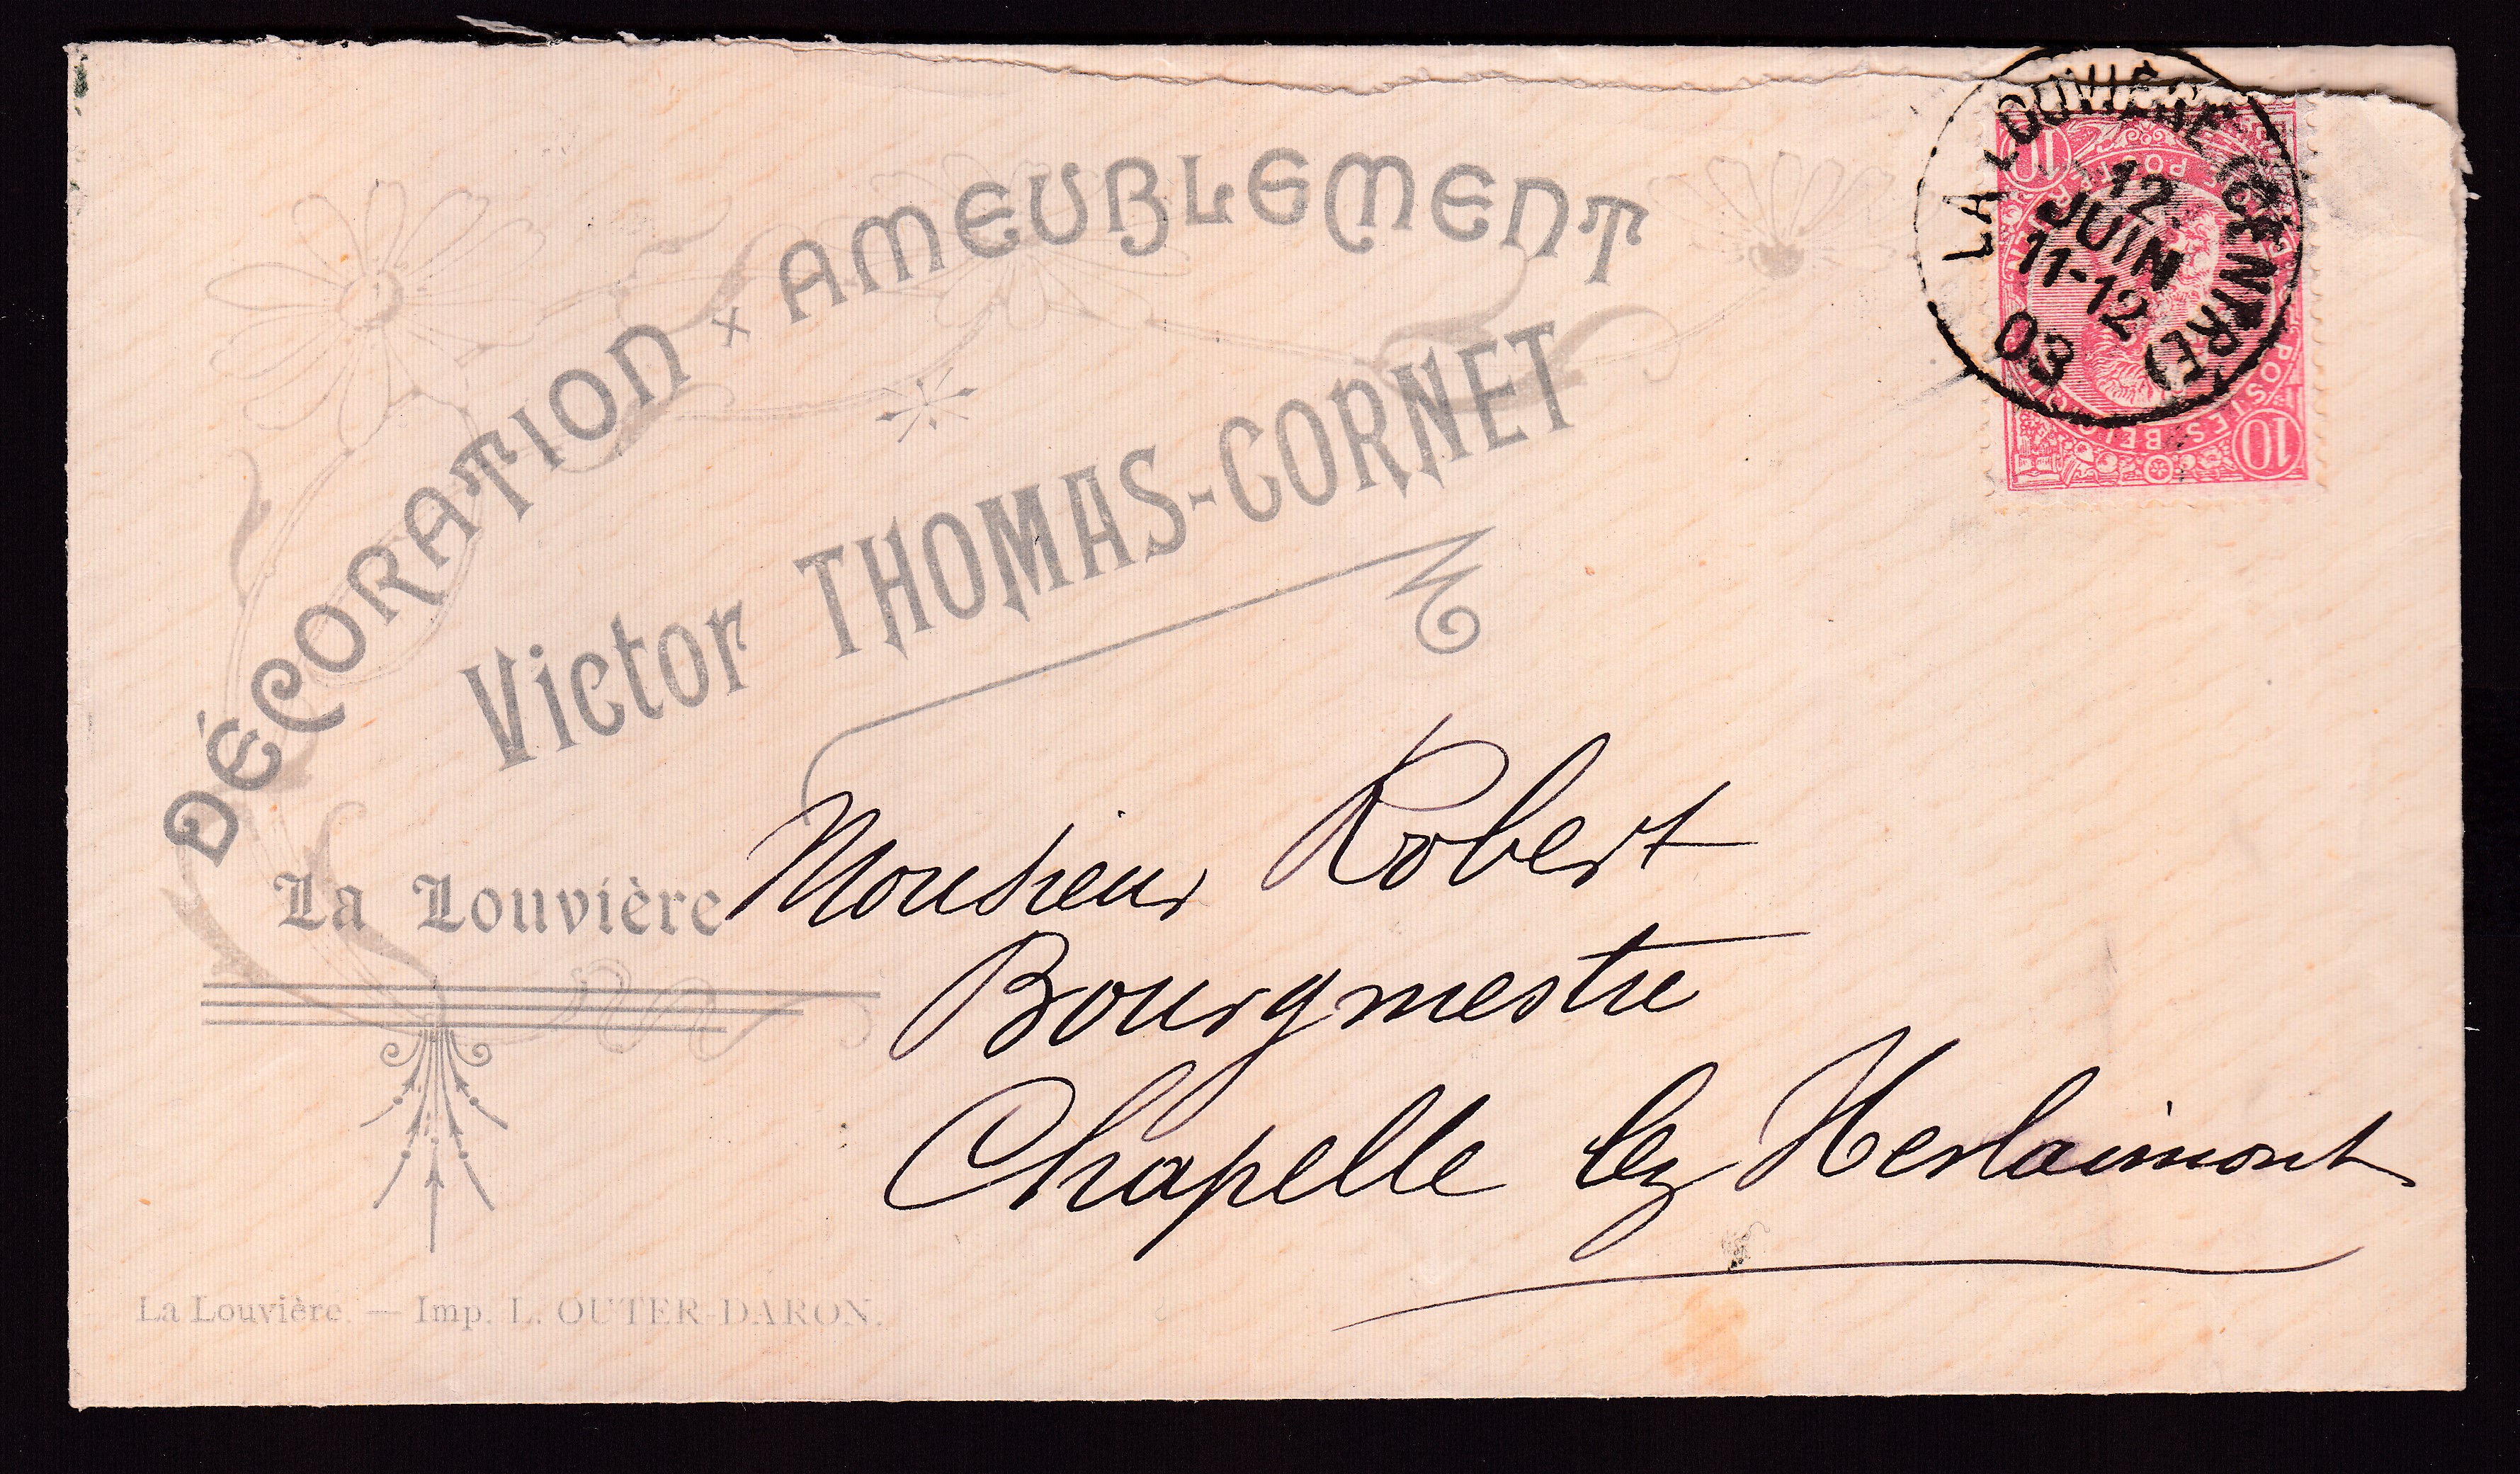 DÉCORATION x AMEUBLEMENT
Victor THOMAS-CORNET
La Louvière
LA LOUVIÈRE (CENTRE)
12
JUIN
11-12
03
10
10
Monsieur Robert
Bourgmestre
Chapelle lez Herlaimont
La Louvière. — Imp. L. OUTER-DARON.